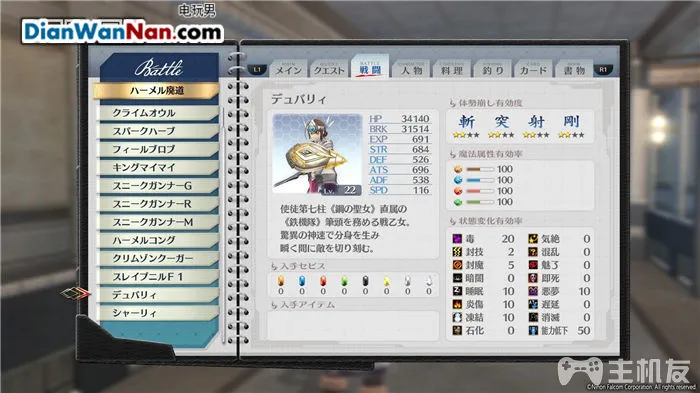 电玩男
DianWanNan.com
L1
メイン
クエスト
BATTLE
戦闘
人物
料理
釣り
カード
書物
R1
Battle
ハーメル廃道
クライムオウル
スパークハーブ
フィールプロブ
キングマイマイ
スニークガンナーG
スニークガンナーR
スニークガンナーM
ハーメルコング
クリムゾンクーガー
スレイプニルF1
デュバリィ
シャーリィ
デュバリィ
Lv. 22
HP 34140
BRK 31514
EXP 691
STR 684
DEF 526
ATS 696
ADF 538
SPD 116
使徒第七柱《鋼の聖女》直属の
《鉄機隊》筆頭を務める戦乙女。
驚異の神速で分身を生み
瞬く間に敵を切り刻む。
入手セピス
0 0 0 0 0 0 0
入手アイテム
体勢崩し有効度
斬 突 射 剛
★★★★★ ★★★★★ ★★★★★ ★★★★★
魔法属性有効率
100
100
100
100
状態変化有効率
毒 20 気絶 0
封技 2 混乱 0
封魔 5 魅了 0
暗闇 0 即死 0
睡眠 10 悪夢 10
炎傷 10 遅延 0
凍結 10 消滅 0
石化 0 能力低下 50
主机友
©Nihon Falcom Corporation. All rights reserved.